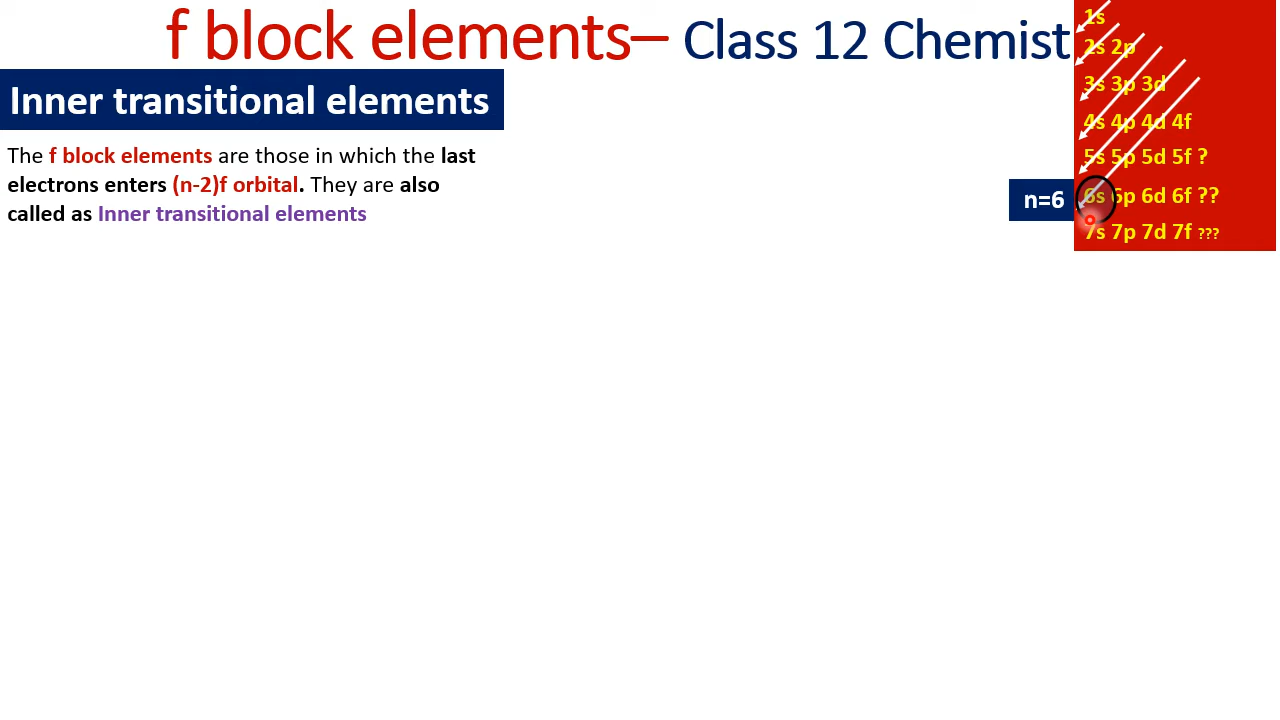 f block elements– Class 12 Chemist
Inner transitional elements
The f block elements are those in which the last
electrons enters (n-2)f orbital. They are also
called as Inner transitional elements
n=6
1s
2s 2p
3s 3p 3d
4s 4p 4d 4f
5s 5p 5d 5f ?
6s 6p 6d 6f ??
7s 7p 7d 7f ???